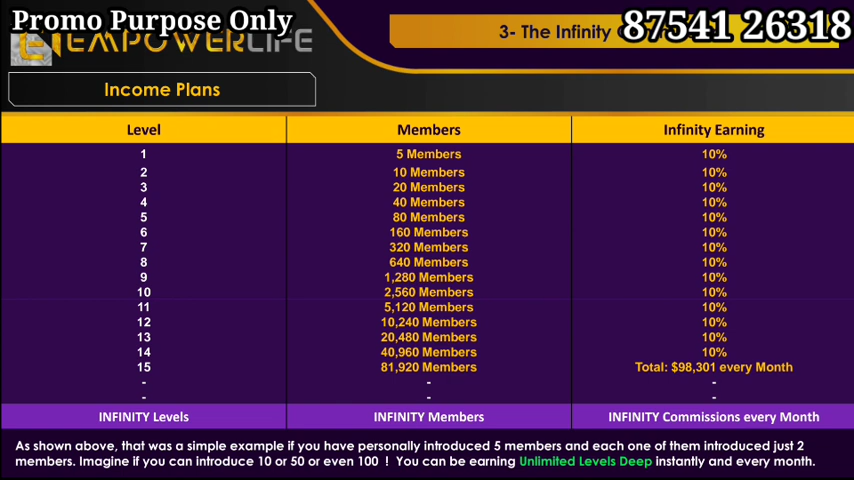 Promo Purpose Only
87541 26318
EMPOWERLIFE
3- The Infinity
Income Plans
Level Members Infinity Earning
1 5 Members 10%
2 10 Members 10%
3 20 Members 10%
4 40 Members 10%
5 80 Members 10%
6 160 Members 10%
7 320 Members 10%
8 640 Members 10%
9 1,280 Members 10%
10 2,560 Members 10%
11 5,120 Members 10%
12 10,240 Members 10%
13 20,480 Members 10%
14 40,960 Members 10%
15 81,920 Members Total: $98,301 every Month
- - -
- - -
INFINITY Levels INFINITY Members INFINITY Commissions every Month
As shown above, that was a simple example if you have personally introduced 5 members and each one of them introduced just 2
members. Imagine if you can introduce 10 or 50 or even 100 ! You can be earning Unlimited Levels Deep instantly and every month.